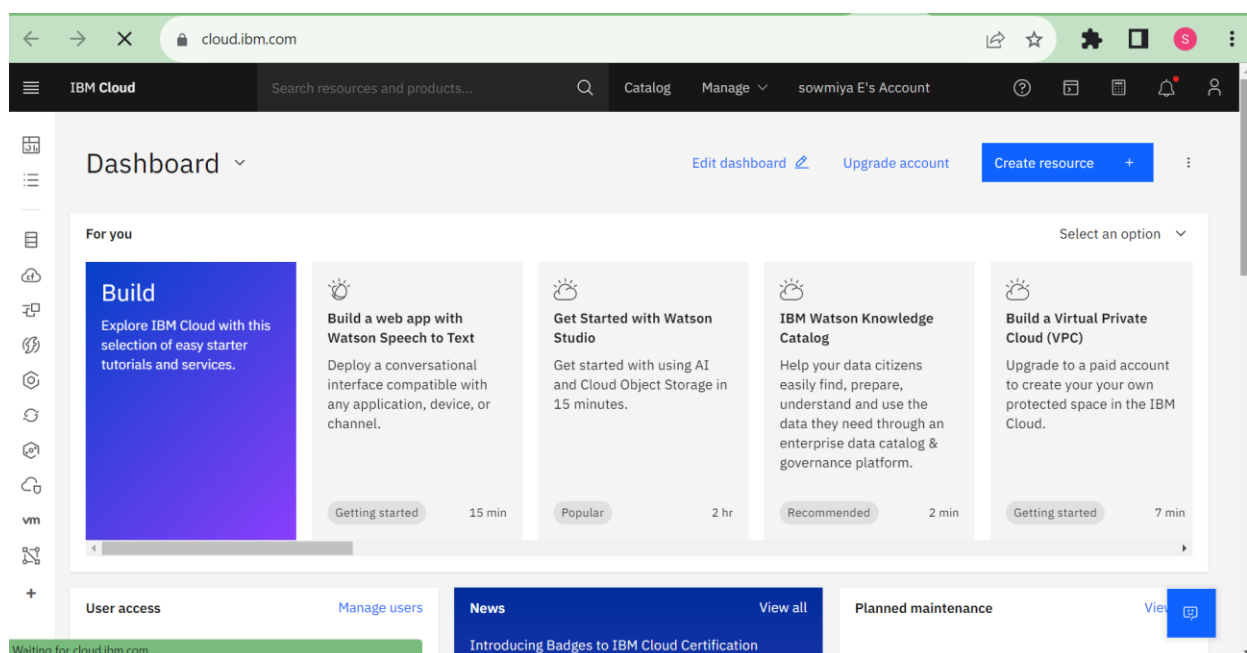 cloud.ibm.com
S
IBM Cloud
Search resources and products...
Catalog
Manage
sowmiya E's Account
Dashboard
Edit dashboard
Upgrade account
Create resource +
For you
Select an option
Build
Explore IBM Cloud with this
selection of easy starter
tutorials and services.
Build a web app with
Watson Speech to Text
Deploy a conversational
interface compatible with
any application, device, or
channel.
Getting started
15 min
Get Started with Watson
Studio
Get started with using AI
and Cloud Object Storage in
15 minutes.
Popular
2 hr
IBM Watson Knowledge
Catalog
Help your data citizens
easily find, prepare,
understand and use the
data they need through an
enterprise data catalog &
governance platform.
Recommended
2 min
Build a Virtual Private
Cloud (VPC)
Upgrade to a paid account
to create your your own
protected space in the IBM
Cloud.
Getting started
7 min
vm
User access
Manage users
News
View all
Introducing Badges to IBM Cloud Certification
Planned maintenance
Waiting for cloud.ibm.com